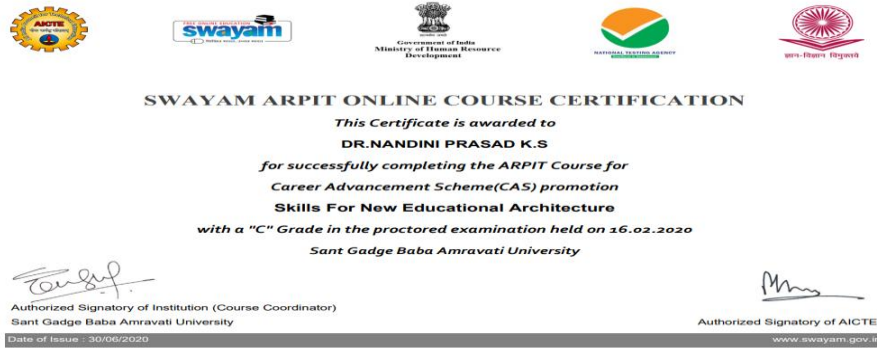 AICTE
FREE ONLINE EDUCATION
swayam
Government of India
Ministry of Human Resource
Development
NATIONAL TESTING AGENCY
ज्ञान-विज्ञान विमुक्तये
SWAYAM ARPIT ONLINE COURSE CERTIFICATION
This Certificate is awarded to
DR.NANDINI PRASAD K.S
for successfully completing the ARPIT Course for
Career Advancement Scheme(CAS) promotion
Skills For New Educational Architecture
with a "C" Grade in the proctored examination held on 16.02.2020
Sant Gadge Baba Amravati University
Authorized Signatory of Institution (Course Coordinator)
Sant Gadge Baba Amravati University
Authorized Signatory of AICTE
Date of Issue : 30/06/2020
www.swayam.gov.in